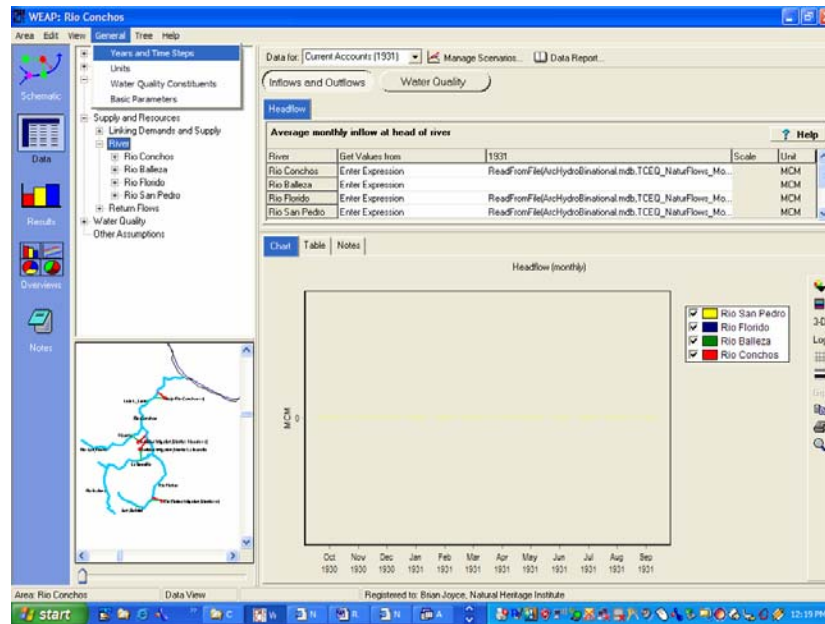 WEAP: Rio Conchos
Area Edit View General Tree Help
Years and Time Steps
Units
Water Quality Constituents
Basic Parameters
Schematic
Data
Results
Overviews
Notes
Supply and Resources
Linking Demands and Supply
River
Rio Conchos
Rio Balleza
Rio Florido
Rio San Pedro
Return Flows
Water Quality
Other Assumptions
Data for: Current Accounts (1931) Manage Scenarios... Data Report...
Inflows and Outflows Water Quality
Headflow
Average monthly inflow at head of river ? Help
River Get Values from 1931 Scale Unit
Rio Conchos Enter Expression ReadFromFile(ArcHydroBinational.mdb,TCEQ_NaturFlows_Mo... MCM
Rio Balleza Enter Expression MCM
Rio Florido Enter Expression ReadFromFile(ArcHydroBinational.mdb,TCEQ_NaturFlows_Mo... MCM
Rio San Pedro Enter Expression ReadFromFile(ArcHydroBinational.mdb,TCEQ_NaturFlows_Mo... MCM
Chart Table Notes
Headflow (monthly)
MCM
0
Rio San Pedro
Rio Florido
Rio Balleza
Rio Conchos
3-D
Log
Oct Nov Dec Jan Feb Mar Apr May Jun Jul Aug Sep
1930 1930 1930 1931 1931 1931 1931 1931 1931 1931 1931 1931
Area: Rio Conchos Data View Registered to: Brian Joyce, Natural Heritage Institute
start C W N R N A 12:19 PM